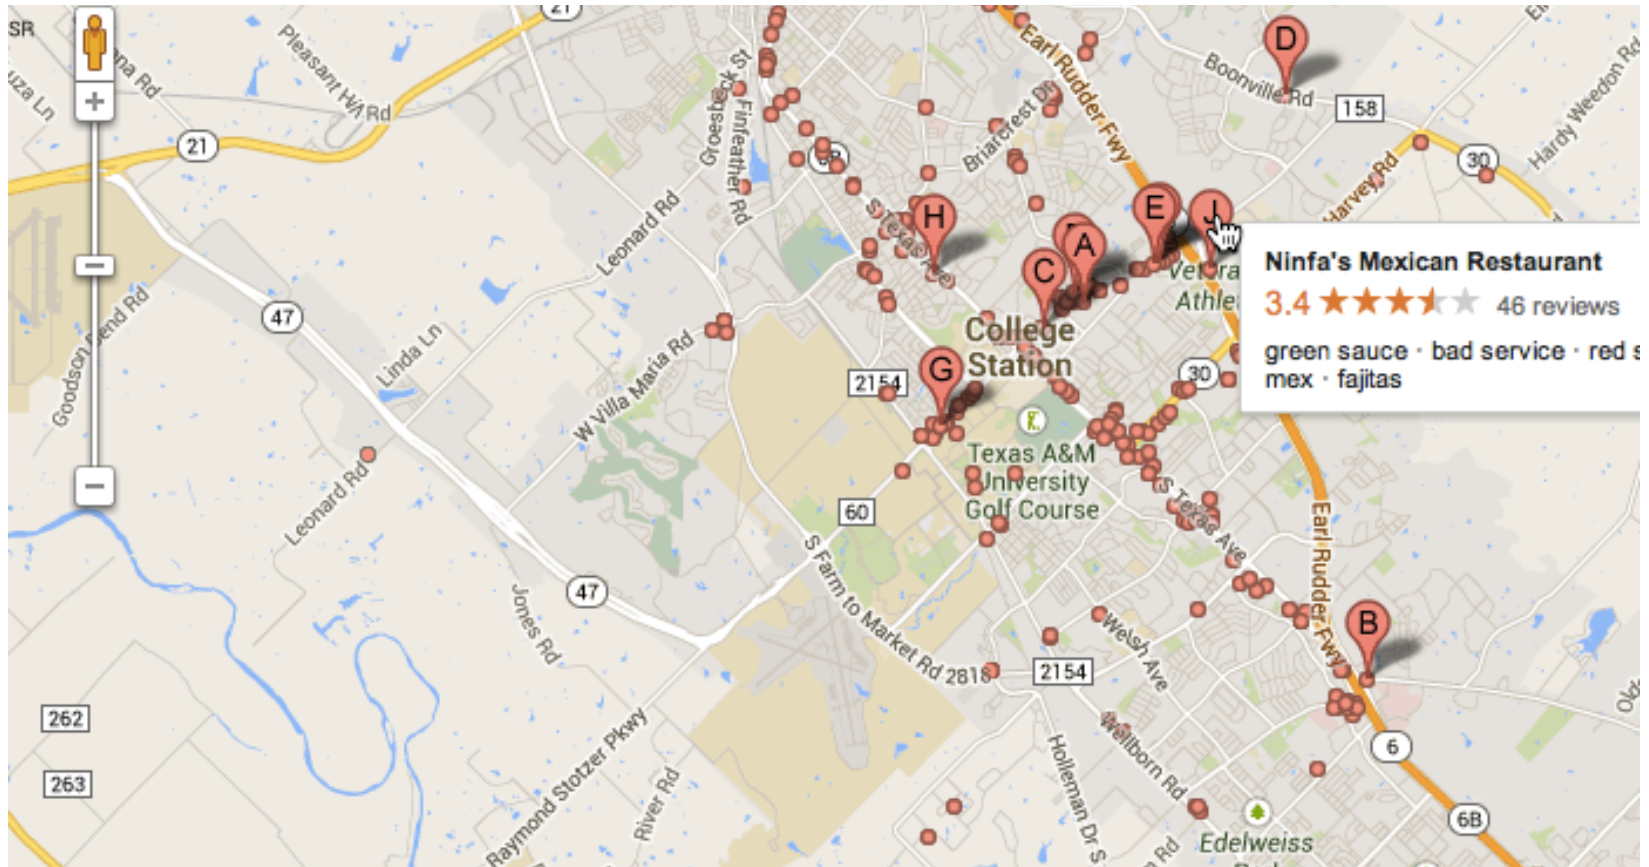 21
SR
Pleasant Hill Rd
21
Groesbeck St
Finfeather Rd
Earl Rudder Fwy
Briarcrest Dr
D
Boonville Rd
158
Hardy Weedon Rd
30
Harvey Rd
Leonard Rd
S Texas Ave
H
E
J
A
C
Ninfa's Mexican Restaurant
3.4
46 reviews
green sauce · bad service · red s
mex · fajitas
Goodson Bend Rd
47
Linda Ln
W Villa Maria Rd
College
Station
G
2154
30
Texas A&M
University
Golf Course
Leonard Rd
60
S Texas Ave
Earl Rudder Fwy
S Farm to Market Rd 2818
47
Jones Rd
Welsh Ave
B
2154
262
263
Raymond Stotzer Pkwy
River Rd
Holleman Dr S
Wellborn Rd
6
6B
Edelweiss